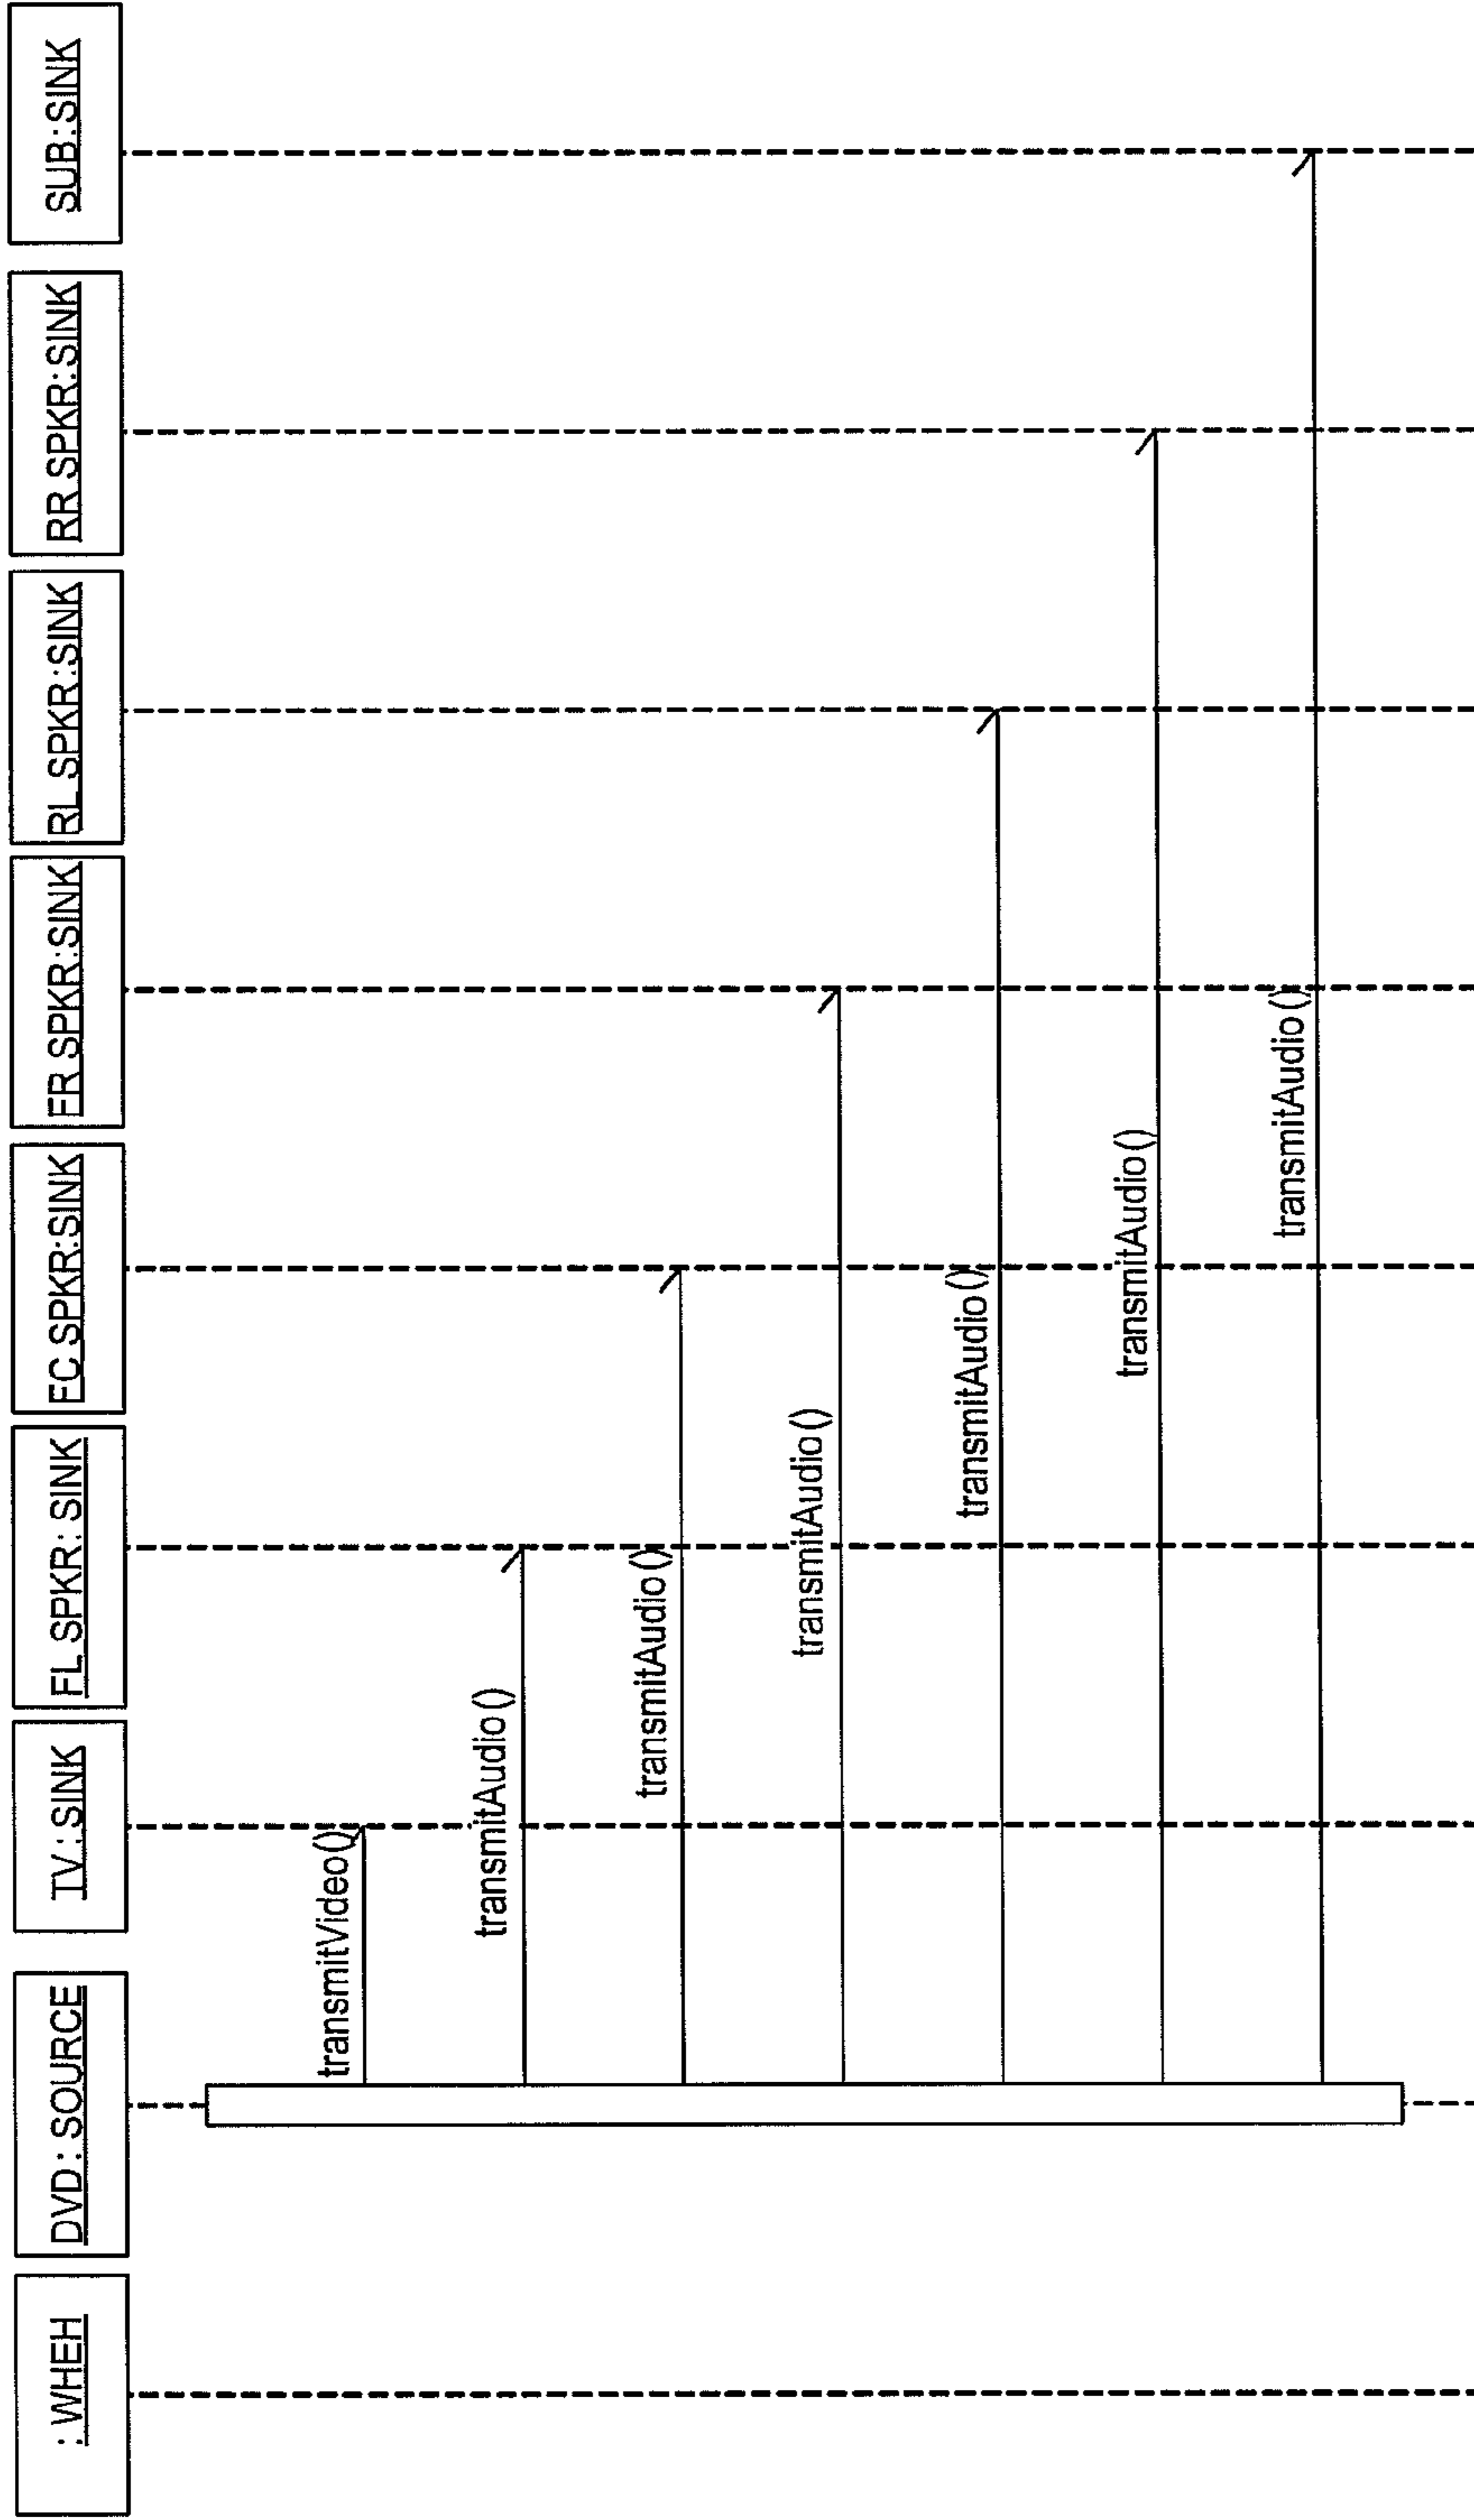 : WHEH
DVD : SOURCE
TV : SINK
FL SPKR : SINK
FC SPKR:SINK
FR SPKR:SINK
RL SPKR:SINK
RR SPKR:SINK
SUB:SINK
transmitVideo()
transmitAudio()
transmitAudio()
transmitAudio()
transmitAudio()
transmitAudio()
transmitAudio()